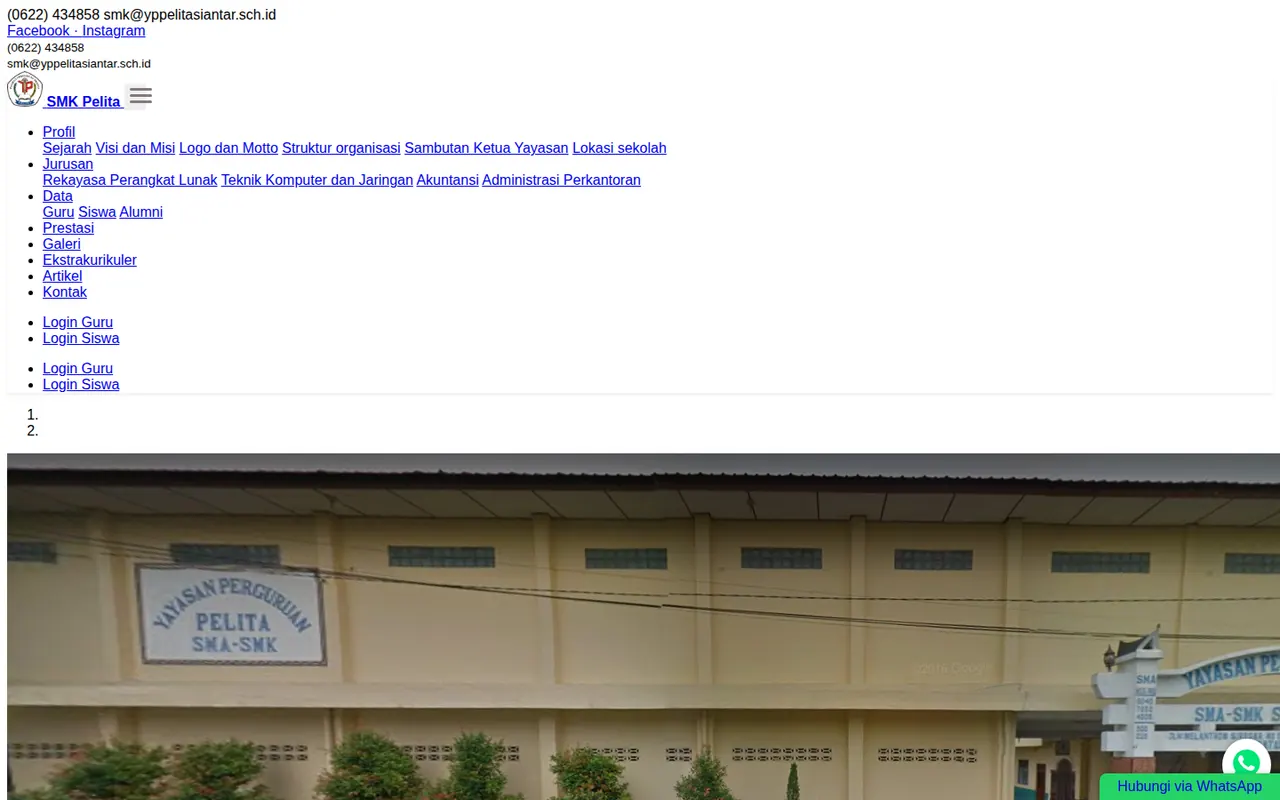 (0622) 434858 smk@yppelitasiantar.sch.id
Facebook · Instagram
(0622) 434858
smk@yppelitasiantar.sch.id
SMK Pelita
Profil
Sejarah Visi dan Misi Logo dan Motto Struktur organisasi Sambutan Ketua Yayasan Lokasi sekolah
Jurusan
Rekayasa Perangkat Lunak Teknik Komputer dan Jaringan Akuntansi Administrasi Perkantoran
Data
Guru Siswa Alumni
Prestasi
Galeri
Ekstrakurikuler
Artikel
Kontak
Login Guru
Login Siswa
Login Guru
Login Siswa
1.
2.
YAYASAN PERGURUAN
PELITA
SMA-SMK
YAYASAN
SMA
SMA-SMK
Hubungi via WhatsApp